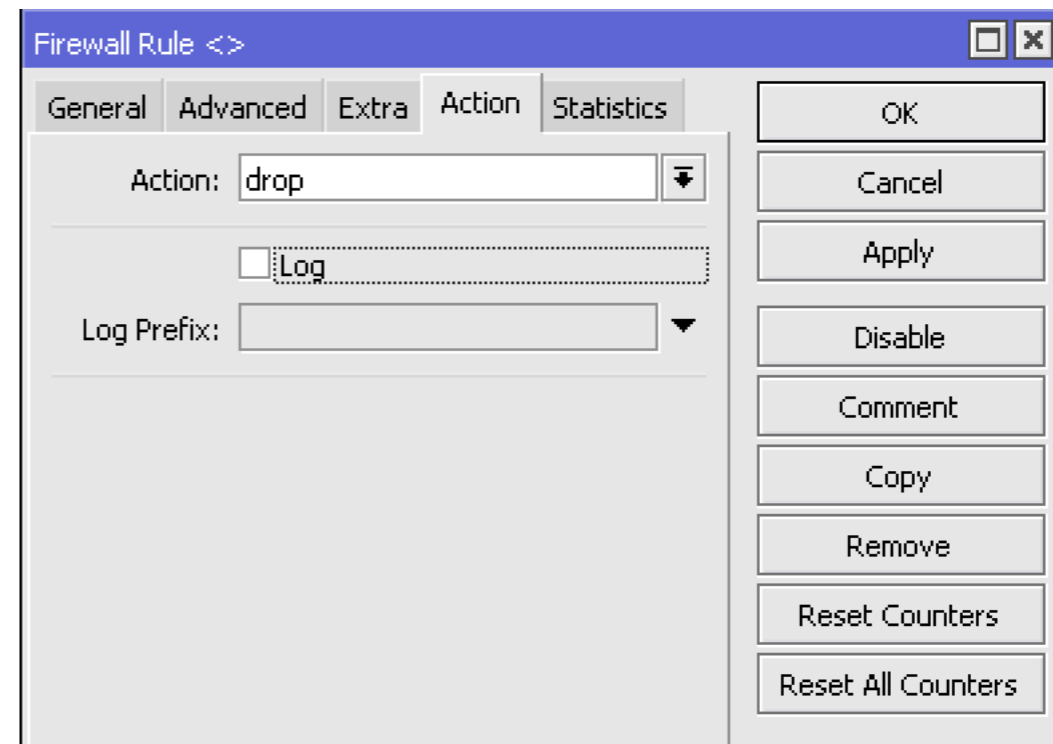 Firewall Rule <>
General Advanced Extra Action Statistics
Action: drop
Log
Log Prefix:
OK
Cancel
Apply
Disable
Comment
Copy
Remove
Reset Counters
Reset All Counters